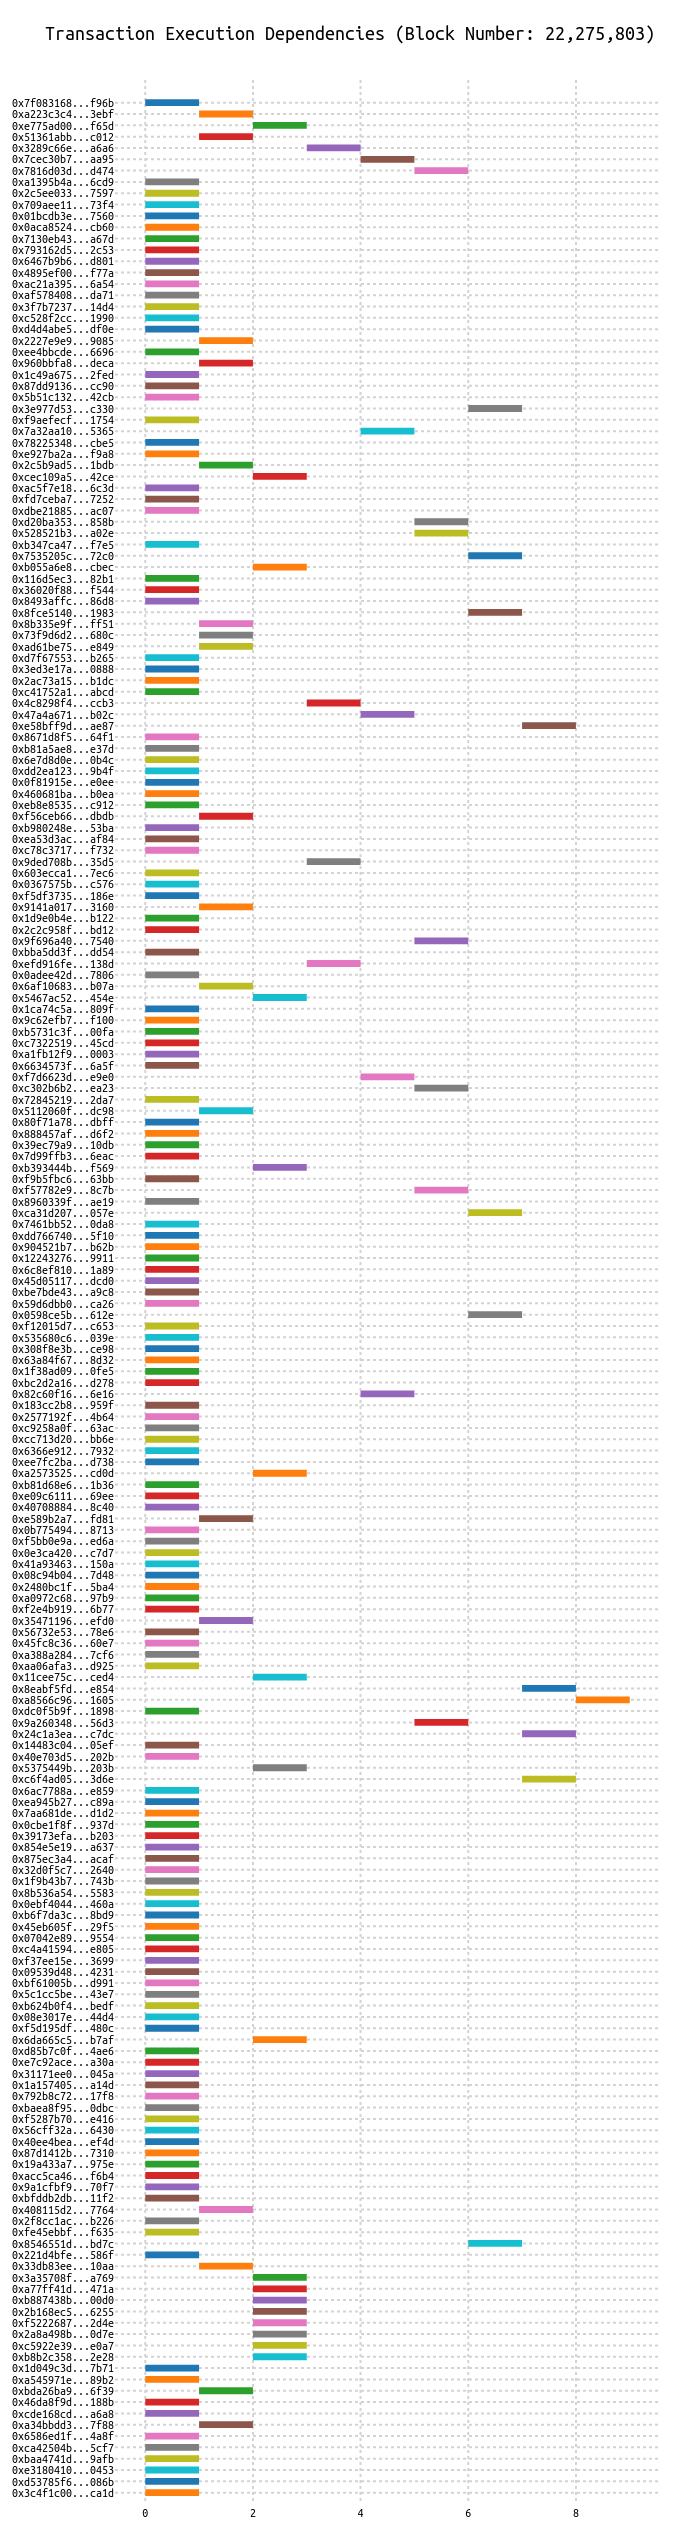 Transaction Execution Dependencies (Block Number: 22,275,803)
0x7f083168...f96b
0xa223c3c4...3ebf
0xe775ad00...f65d
0x51361abb...c012
0x3289c66e...a6a6
0x7cec30b7...aa95
0x7816d03d...d474
0xa1395b4a...6cd9
0x2c5ee033...7597
0x709aee11...73f4
0x01bcdb3e...7560
0x0aca8524...cb60
0x7130eb43...a67d
0x793162d5...2c53
0x6467b9b6...d801
0x4895ef00...f77a
0xac21a395...6a54
0xaf578408...da71
0x3f7b7237...14d4
0xc528f2cc...1990
0xd4d4abe5...df0e
0x2227e9e9...9085
0xee4bbcde...6696
0x960bbfa8...deca
0x1c49a675...2fed
0x87dd9136...cc90
0x5b51c132...42cb
0x3e977d53...c330
0xf9aefecf...1754
0x7a32aa10...5365
0x78225348...cbe5
0xe927ba2a...f9a8
0x2c5b9ad5...1bdb
0xcec109a5...42ce
0xac5f7e18...6c3d
0xfd7ceba7...7252
0xdbe21885...ac07
0xd20ba353...858b
0x528521b3...a02e
0xb347ca47...f7e5
0x7535205c...72c0
0xb055a6e8...cbec
0x116d5ec3...82b1
0x36020f88...f544
0x8493affc...86d8
0x8fce5140...1983
0x8b335e9f...ff51
0x73f9d6d2...680c
0xad61be75...e849
0xd7f67553...b265
0x3ed3e17a...0888
0x2ac73a15...b1dc
0xc41752a1...abcd
0x4c8298f4...ccb3
0x47a4a671...b02c
0xe58bff9d...ae87
0x8671d8f5...64f1
0xb81a5ae8...e37d
0x6e7d8d0e...0b4c
0xdd2ea123...9b4f
0x0f81915e...e0ee
0x460681ba...b0ea
0xeb8e8535...c912
0xf56ceb66...dbdb
0xb980248e...53ba
0xea53d3ac...af84
0xc78c3717...f732
0x9ded708b...35d5
0x603ecca1...7ec6
0x0367575b...c576
0xf5df3735...186e
0x9141a017...3160
0x1d9e0b4e...b122
0x2c2c958f...bd12
0x9f696a40...7540
0xbba5dd3f...dd54
0xefd916fe...138d
0x0adee42d...7806
0x6af10683...b07a
0x5467ac52...454e
0x1ca74c5a...809f
0x9c62efb7...f100
0xb5731c3f...00fa
0xc7322519...45cd
0xa1fb12f9...0003
0x6634573f...6a5f
0xf7d6623d...e9e0
0xc302b6b2...ea23
0x72845219...2da7
0x5112060f...dc98
0x80f71a78...dbff
0x888457af...d6f2
0x39ec79a9...10db
0x7d99ffb3...6eac
0xb393444b...f569
0xf9b5fbc6...63bb
0xf57782e9...8c7b
0x8960339f...ae19
0xca31d207...057e
0x7461bb52...0da8
0xdd766740...5f10
0x904521b7...b62b
0x12243276...9911
0x6c8ef810...1a89
0x45d05117...dcd0
0xbe7bde43...a9c8
0x59d6dbb0...ca26
0x0598ce5b...612e
0xf12015d7...c653
0x535680c6...039e
0x308f8e3b...ce98
0x63a84f67...8d32
0x1f38ad09...0fe5
0xbc2d2a16...d278
0x82c60f16...6e16
0x183cc2b8...959f
0x2577192f...4b64
0xc9258a0f...63ac
0xcc713d20...bb6e
0x6366e912...7932
0xee7fc2ba...d738
0xa2573525...cd0d
0xb81d68e6...1b36
0xe09c6111...69ee
0x40708884...8c40
0xe589b2a7...fd81
0x0b775494...8713
0xf5bb0e9a...ed6a
0x0e3ca420...c7d7
0x41a93463...150a
0x08c94b04...7d48
0x2480bc1f...5ba4
0xa0972c68...97b9
0xf2e4b919...6b77
0x35471196...efd0
0x56732e53...78e6
0x45fc8c36...60e7
0xa388a284...7cf6
0xaa06afa3...d925
0x11cee75c...ced4
0x8eabf5fd...e854
0xa8566c96...1605
0xdc0f5b9f...1898
0x9a260348...56d3
0x24c1a3ea...c7dc
0x14483c04...05ef
0x40e703d5...202b
0x5375449b...203b
0xc6f4ad05...3d6e
0x6ac7788a...e859
0xea945b27...c89a
0x7aa681de...d1d2
0x0cbe1f8f...937d
0x39173efa...b203
0x854e5e19...a637
0x875ec3a4...acaf
0x32d0f5c7...2640
0x1f9b43b7...743b
0x8b536a54...5583
0x0ebf4044...460a
0xb6f7da3c...8bd9
0x45eb605f...29f5
0x07042e89...9554
0xc4a41594...e805
0xf37ee15e...3699
0x09539d48...4231
0xbf61005b...d991
0x5c1cc5be...43e7
0xb624b0f4...bedf
0x08e3017e...44d4
0xf5d195df...480c
0x6da665c5...b7af
0xd85b7c0f...4ae6
0xe7c92ace...a30a
0x31171ee0...045a
0x1a157405...a14d
0x792b8c72...17f8
0xbaea8f95...0dbc
0xf5287b70...e416
0x56cff32a...6430
0x40ee4bea...ef4d
0x87d1412b...7310
0x19a433a7...975e
0xacc5ca46...f6b4
0x9a1cfbf9...70f7
0xbfddb2db...11f2
0x408115d2...7764
0x2f8cc1ac...b226
0xfe45ebbf...f635
0x8546551d...bd7c
0x221d4bfe...586f
0x33db83ee...10aa
0x3a35708f...a769
0xa77ff41d...471a
0xb887438b...00d0
0x2b168ec5...6255
0xf5222687...2d4e
0x2a8a498b...0d7e
0xc5922e39...e0a7
0xb8b2c358...2e28
0x1d049c3d...7b71
0xa545971e...89b2
0xbda26ba9...6f39
0x46da8f9d...188b
0xcde168cd...a6a8
0xa34bbdd3...7f88
0x6586ed1f...4a8f
0xca42504b...5cf7
0xbaa4741d...9afb
0xe3180410...0453
0xd53785f6...086b
0x3c4f1c00...ca1d
0 2 4 6 8